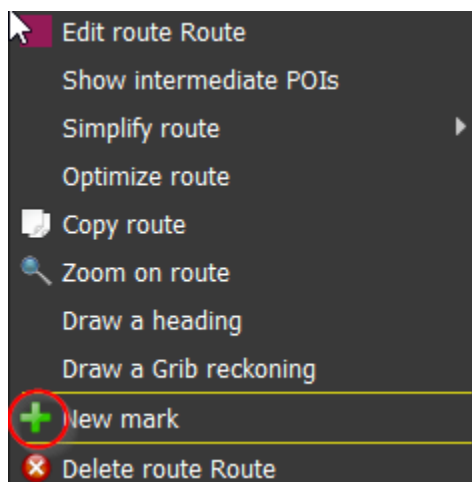 Edit route Route
Show intermediate POIs
Simplify route
Optimize route
Copy route
Zoom on route
Draw a heading
Draw a Grib reckoning
New mark
Delete route Route